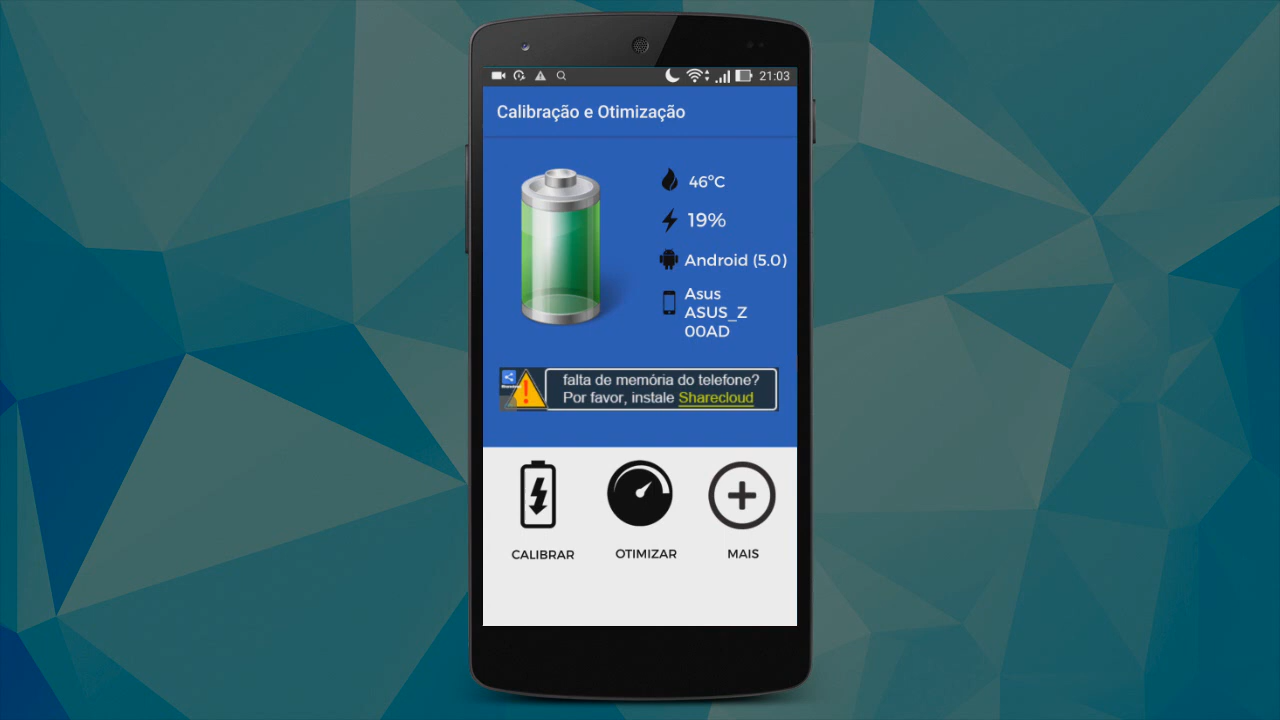 21:03
Calibração e Otimização
46°C
19%
Android (5.0)
Asus
ASUS_Z
00AD
falta de memória do telefone?
Por favor, instale Sharecloud
CALIBRAR
OTIMIZAR
MAIS